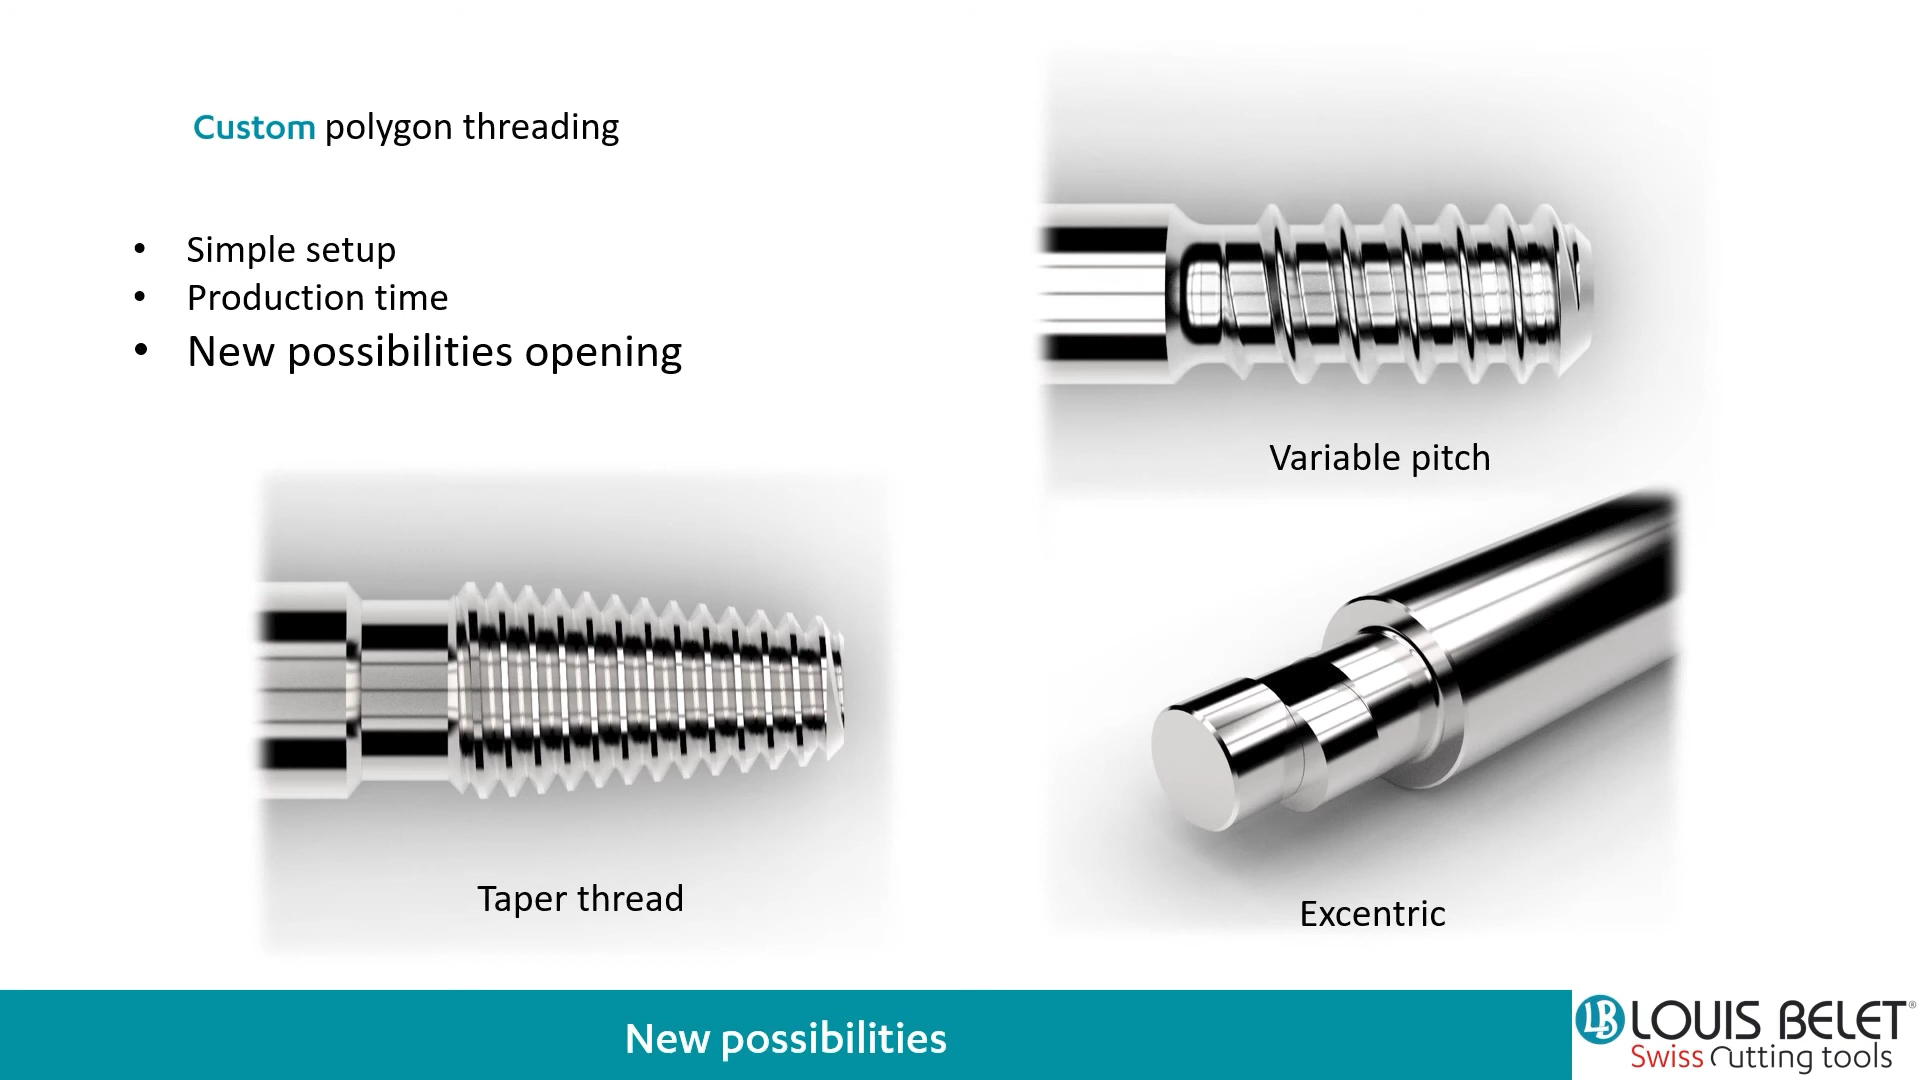 Custom polygon threading
• Simple setup
• Production time
• New possibilities opening
Variable pitch
Taper thread
Excentric
New possibilities
LB LOUIS BELET®
Swiss Cutting tools